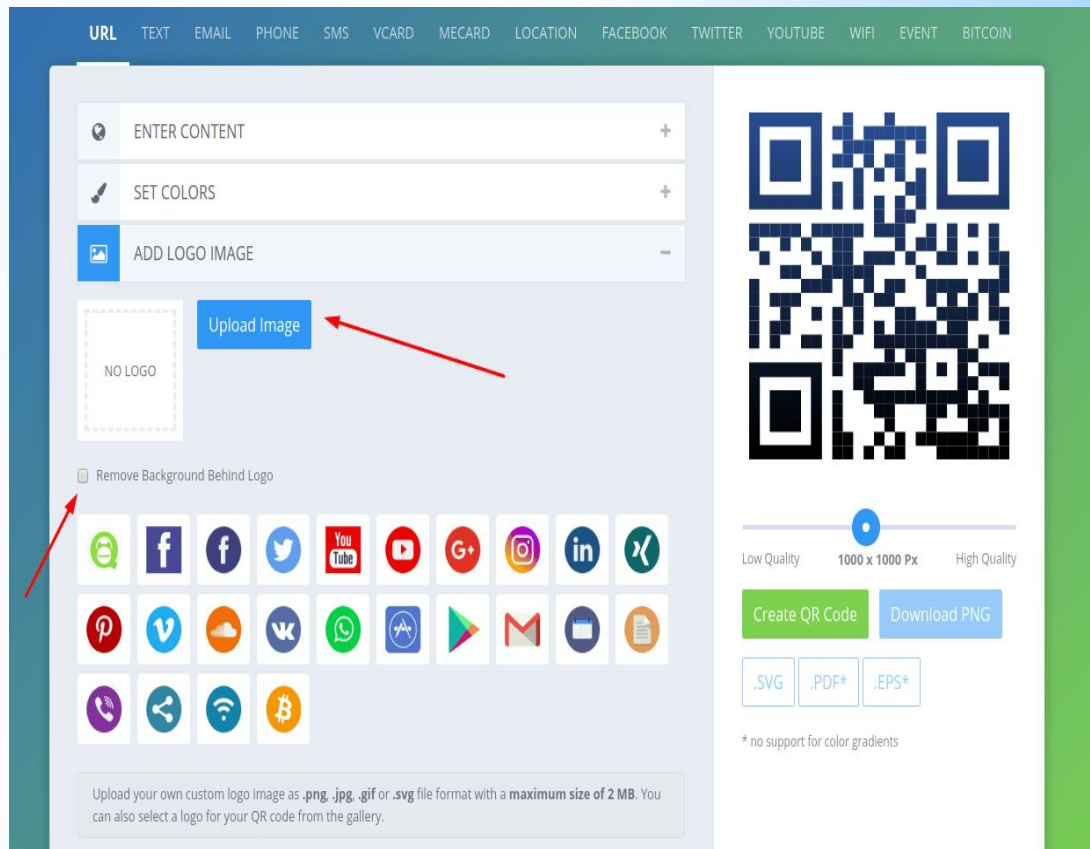 URL TEXT EMAIL PHONE SMS VCARD MECARD LOCATION FACEBOOK TWITTER YOUTUBE WIFI EVENT BITCOIN
ENTER CONTENT
SET COLORS
ADD LOGO IMAGE
NO LOGO
Upload Image
Remove Background Behind Logo
You
Tube
G+
in
Upload your own custom logo image as .png, .jpg, .gif or .svg file format with a maximum size of 2 MB. You
can also select a logo for your QR code from the gallery.
Low Quality 1000 x 1000 Px High Quality
Create QR Code Download PNG
.SVG .PDF* .EPS*
* no support for color gradients